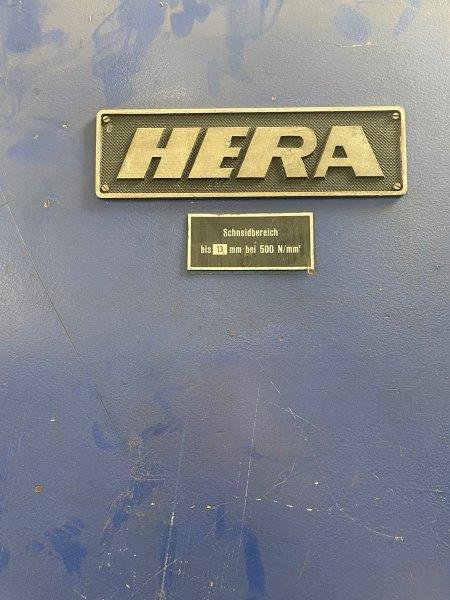 HERA
Schneidbereich
bis 13 mm bei 500 N/mm²